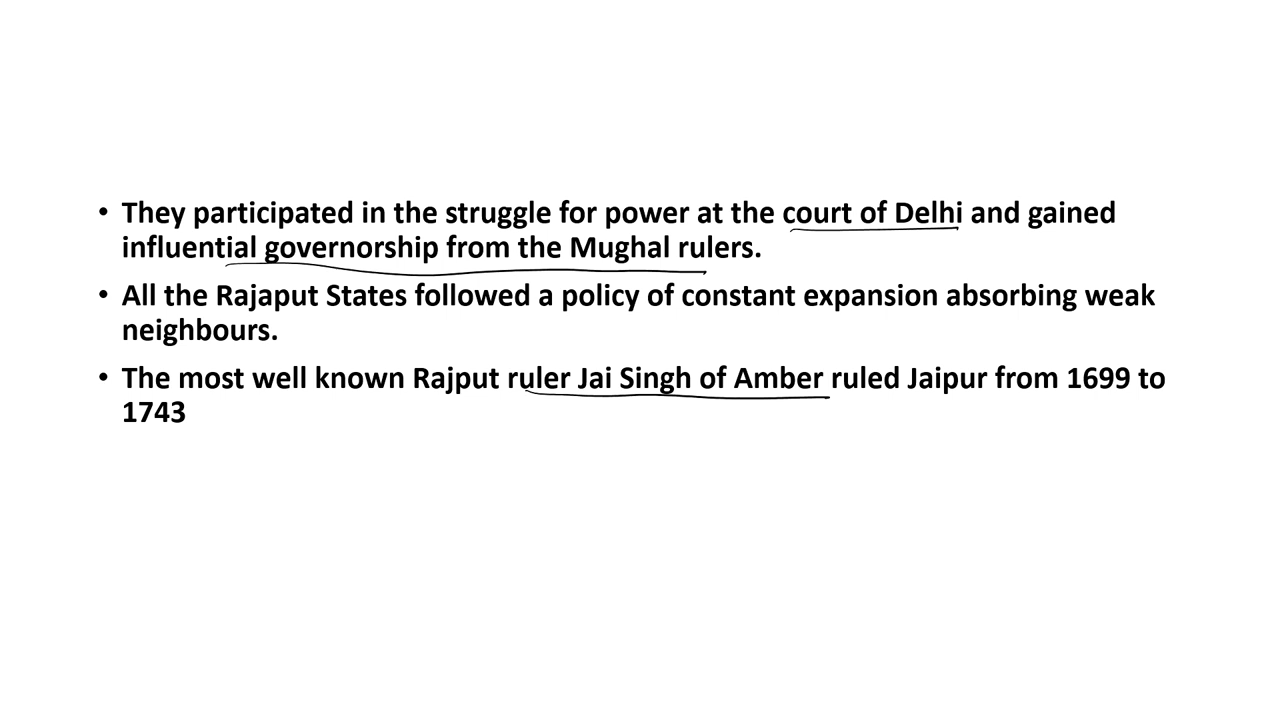 • They participated in the struggle for power at the court of Delhi and gained
influential governorship from the Mughal rulers.
• All the Rajaput States followed a policy of constant expansion absorbing weak
neighbours.
• The most well known Rajput ruler Jai Singh of Amber ruled Jaipur from 1699 to
1743